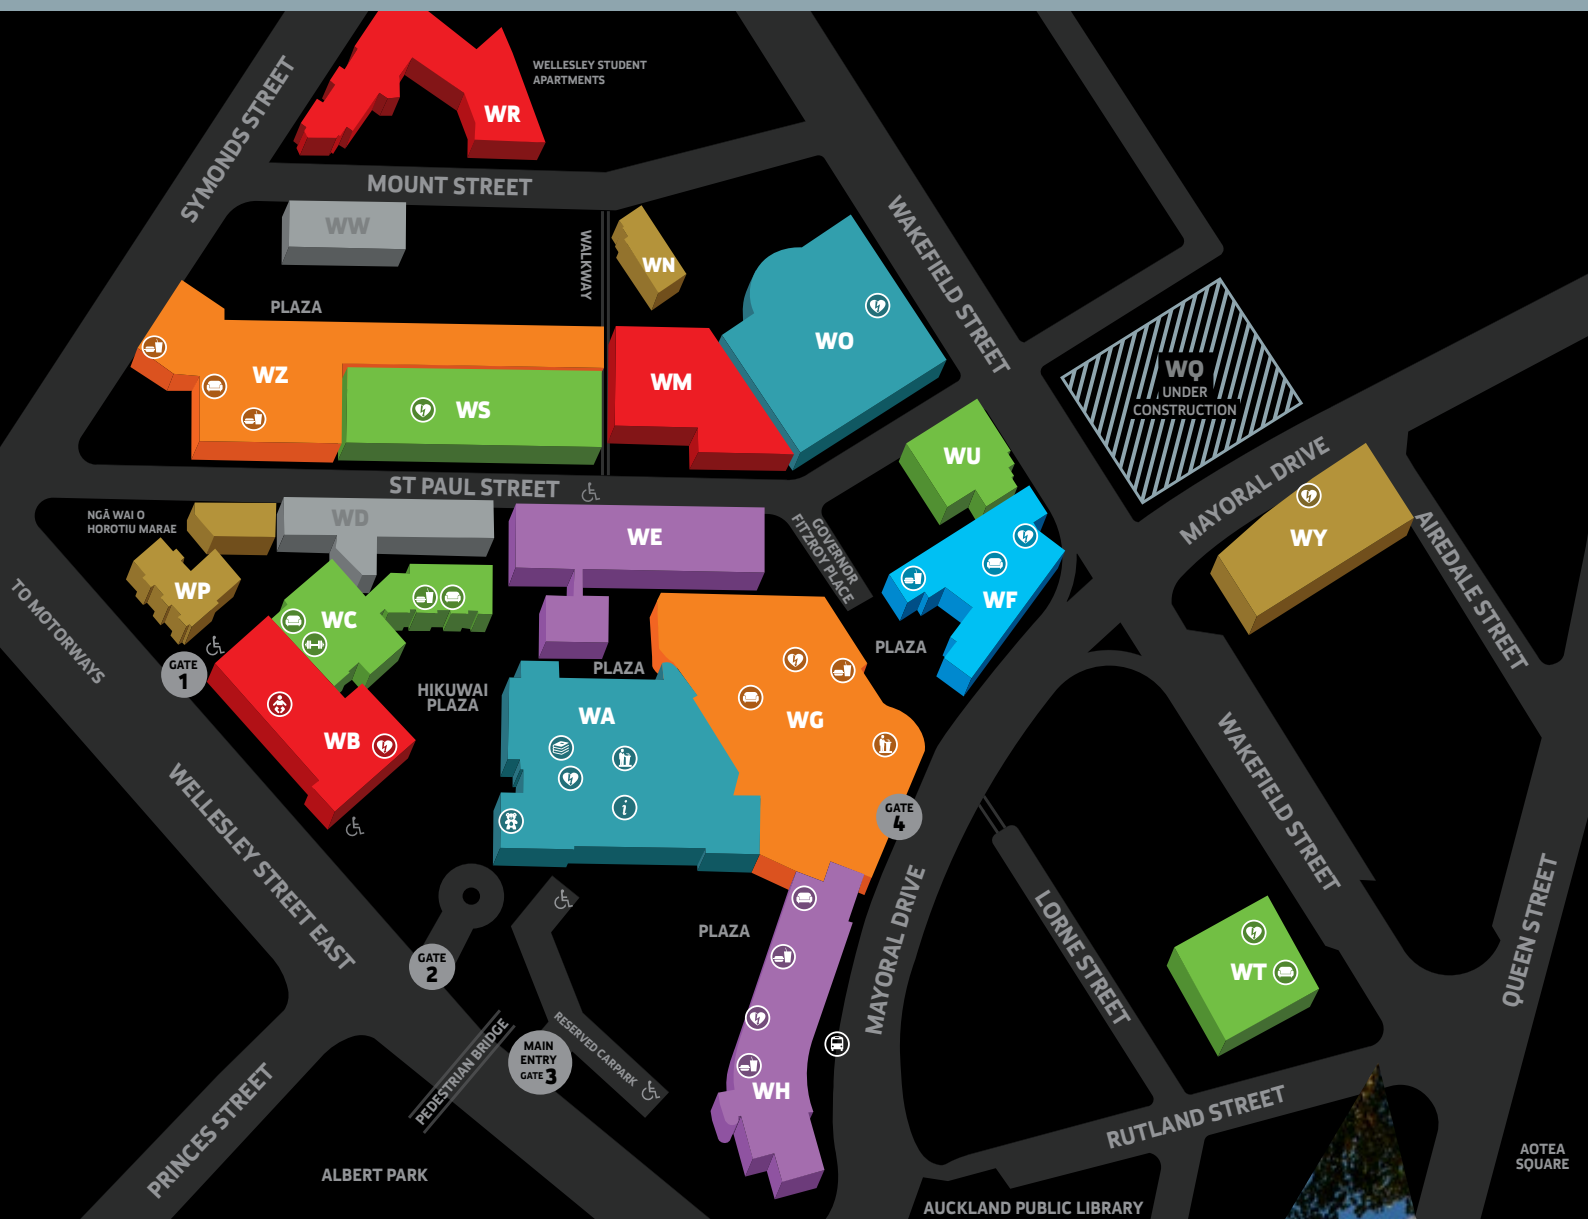 WELLESLEY STUDENT
APARTMENTS
SYMONDS STREET
WR
MOUNT STREET
WW
WALKWAY
WN
WAKEFIELD STREET
PLAZA
WO
WZ
WS
WM
WQ
UNDER
CONSTRUCTION
WU
MAYORAL DRIVE
ST PAUL STREET
NGĀ WAI O
HOROTIU MARAE
WD
WE
GOVERNOR
FITZROY PLACE
WY
AIREDALE STREET
TO MOTORWAYS
WP
WC
WF
GATE
1
PLAZA
PLAZA
HIKUWAI
PLAZA
WB
WA
i
WG
WAKEFIELD STREET
WELLESLEY STREET EAST
GATE
4
MAYORAL DRIVE
LORNE STREET
QUEEN STREET
PLAZA
GATE
2
WT
RESERVED CARPARK
PEDESTRIAN BRIDGE
MAIN
ENTRY
GATE 3
WH
PRINCES STREET
RUTLAND STREET
ALBERT PARK
AOTEA
SQUARE
AUCKLAND PUBLIC LIBRARY